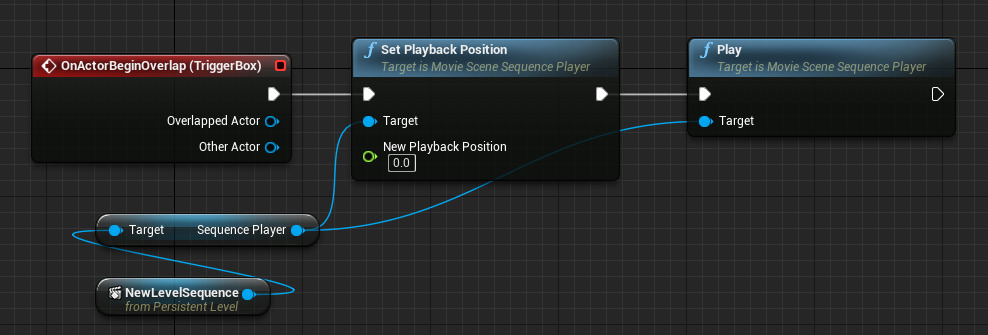 OnActorBeginOverlap (TriggerBox)
Overlapped Actor
Other Actor
f Set Playback Position
Target is Movie Scene Sequence Player
Target
New Playback Position
0.0
f Play
Target is Movie Scene Sequence Player
Target
Target Sequence Player
NewLevelSequence
from Persistent Level